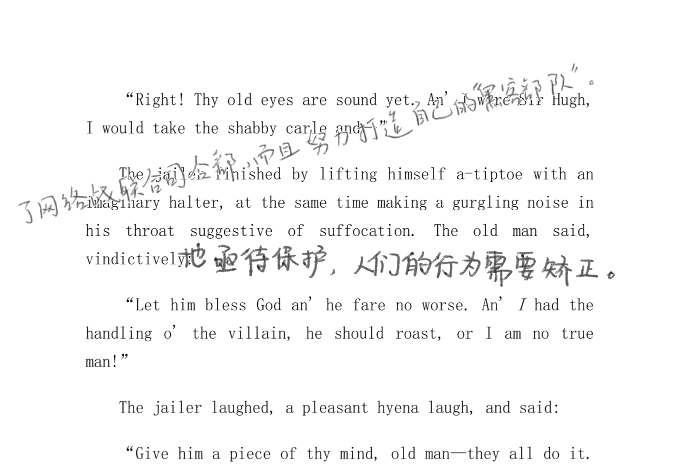 “Right! Thy old eyes are sound yet. An’ I were Sir Hugh,
I would take the shabby carle and—”
The jailer finished by lifting himself a-tiptoe with an
imaginary halter, at the same time making a gurgling noise in
his throat suggestive of suffocation. The old man said,
vindictively:
“Let him bless God an’ he fare no worse. An’ I had the
handling o’ the villain, he should roast, or I am no true
man!”
The jailer laughed, a pleasant hyena laugh, and said:
“Give him a piece of thy mind, old man—they all do it.
了网络战联合司令部,而且努力打造自己的“黑客部队”。
地亟待保护，人们的行为需要矫正。